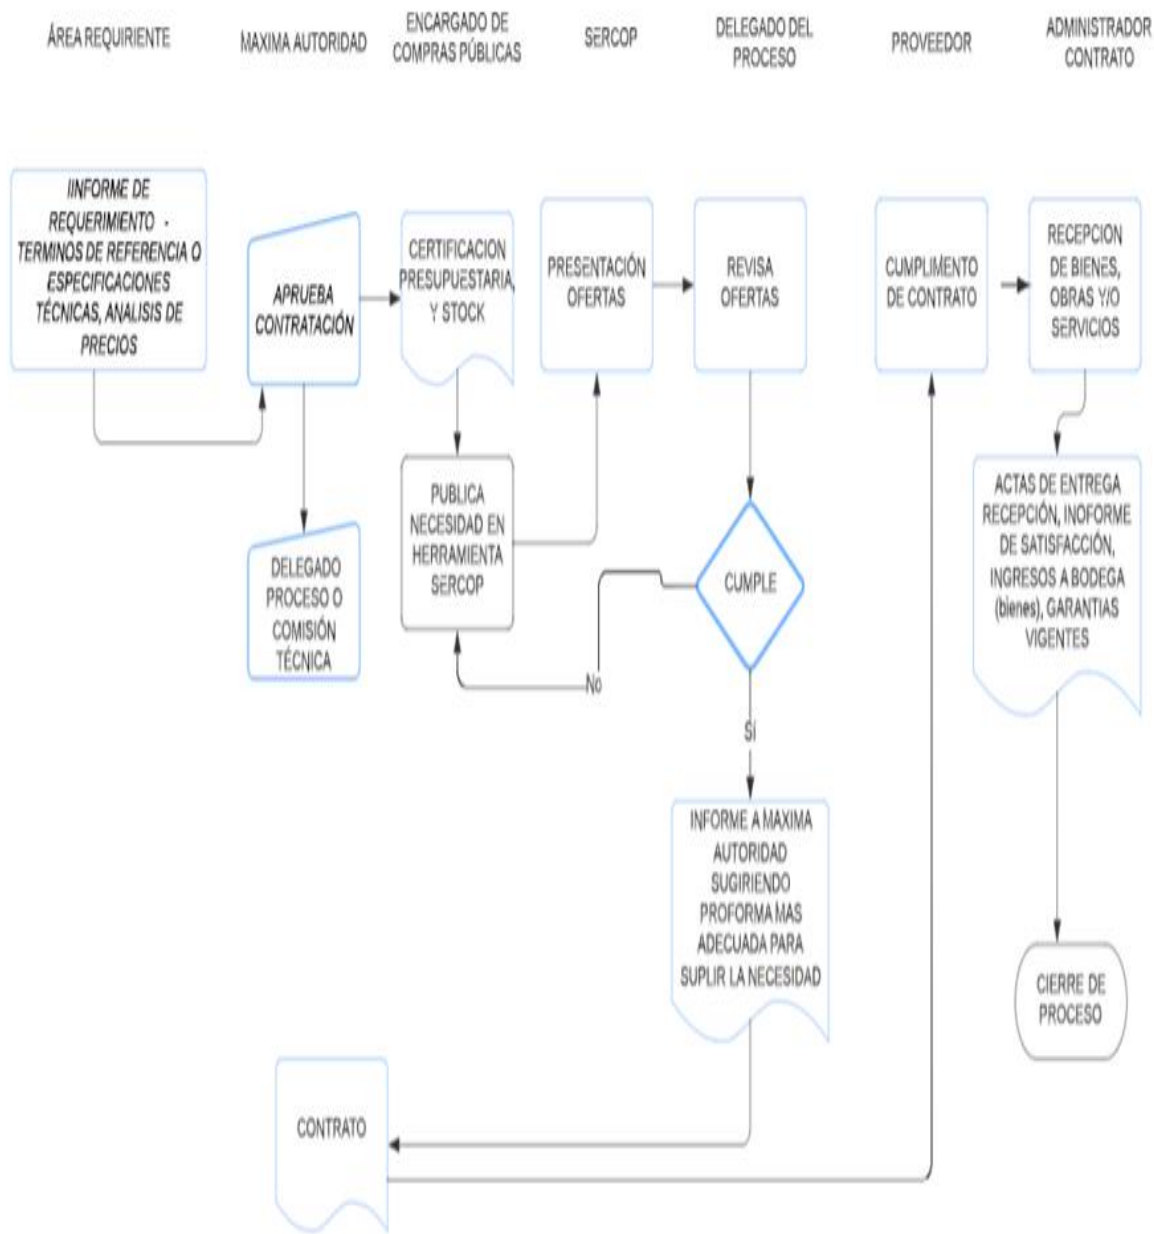 ÁREA REQUIRIENTE
MAXIMA AUTORIDAD
ENCARGADO DE
COMPRAS PÚBLICAS
SERCOP
DELEGADO DEL
PROCESO
PROVEEDOR
ADMINISTRADOR
CONTRATO
IINFORME DE
REQUERIMIENTO -
TERMINOS DE REFERENCIA O
ESPECIFICACIONES
TÉCNICAS, ANALISIS DE
PRECIOS
APRUEBA
CONTRATACIÓN
CERTIFICACION
PRESUPUESTARIA,
Y STOCK
PRESENTACIÓN
OFERTAS
REVISA
OFERTAS
CUMPLIMENTO
DE CONTRATO
RECEPCION
DE BIENES,
OBRAS Y/O
SERVICIOS
DELEGADO
PROCESO O
COMISIÓN
TÉCNICA
PUBLICA
NECESIDAD EN
HERRAMIENTA
SERCOP
CUMPLE
ACTAS DE ENTREGA
RECEPCIÓN, INOFORME
DE SATISFACCIÓN,
INGRESOS A BODEGA
(bienes), GARANTIAS
VIGENTES
No
Sí
INFORME A MAXIMA
AUTORIDAD
SUGIRIENDO
PROFORMA MAS
ADECUADA PARA
SUPLIR LA NECESIDAD
CIERRE DE
PROCESO
CONTRATO